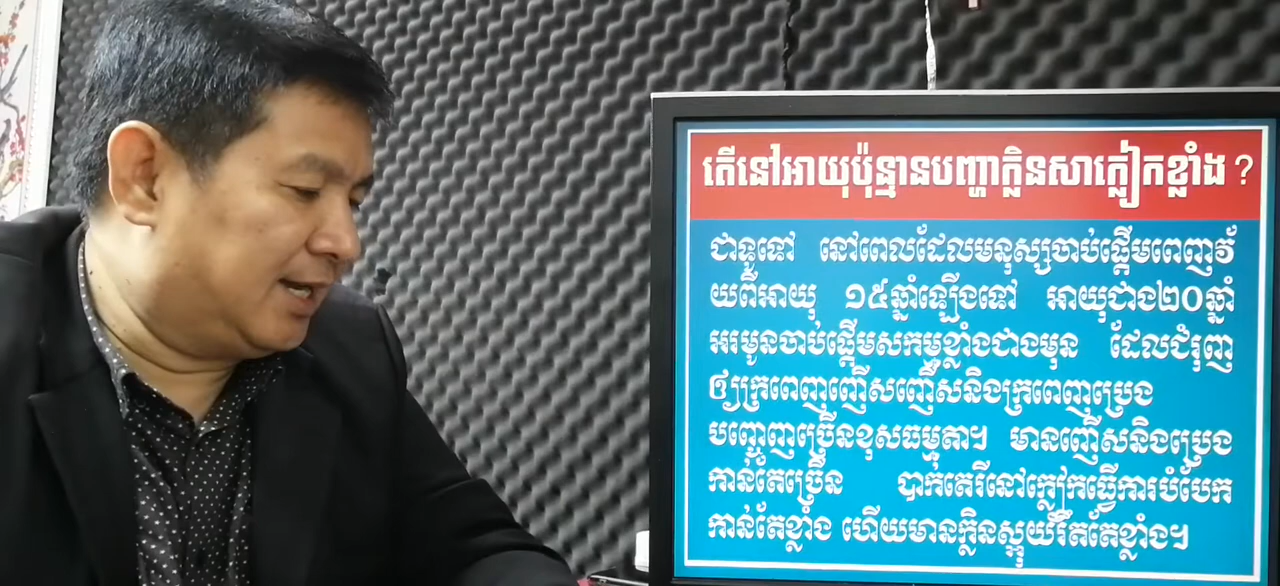 តើនៅអាយុប៉ុន្មានបញ្ហាក្លិនសាក្លៀកខ្លាំង ?
ជាទូទៅ នៅពេលដែលមនុស្សចាប់ផ្តើមពេញវ័
យពីអាយុ ១៥ឆ្នាំឡើងទៅ អាយុជាង២០ឆ្នាំ
អរមូនចាប់ផ្តើមសកម្មខ្លាំងជាងមុន ដែលជំរុញ
ឲ្យក្រពេញញើសញើសនិងក្រពេញប្រេង
បញ្ចេញច្រើនខុសធម្មតា។ មានញើសនិងប្រេង
កាន់តែច្រើន បាក់តេរីនៅក្លៀកធ្វើការបំបែក
កាន់តែខ្លាំង ហើយមានក្លិនស្អុយរឹតតែខ្លាំង។